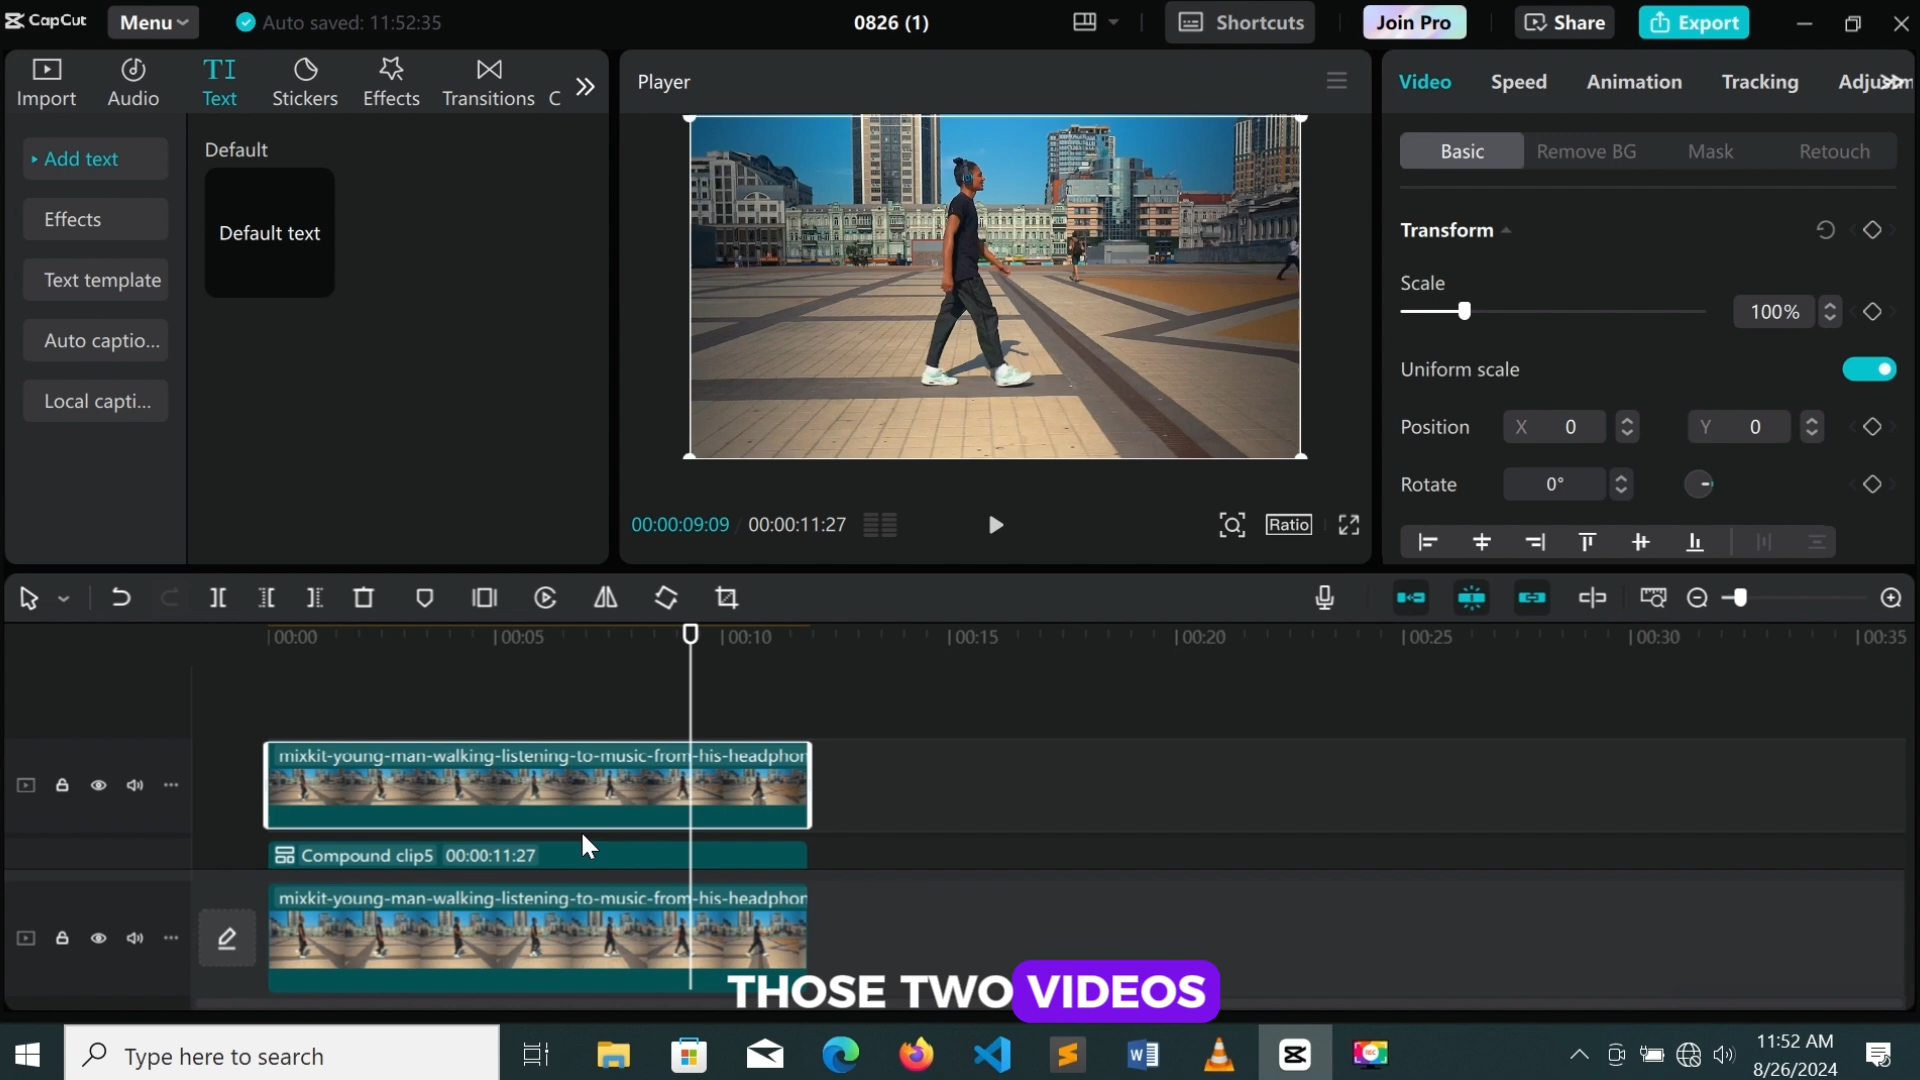 CapCut
Menu
Auto saved: 11:52:35
0826 (1)
Shortcuts
Join Pro
Share
Export
Import
Audio
TI
Text
Stickers
Effects
Transitions
C
Player
Video
Speed
Animation
Tracking
Adjustm
Add text
Effects
Text template
Auto captio...
Local capti...
Default
Default text
Basic
Remove BG
Mask
Retouch
Transform
Scale
100%
Uniform scale
Position
X 0
Y 0
Rotate
0°
00:00:09:09
00:00:11:27
Ratio
00:00
00:05
00:10
00:15
00:20
00:25
00:30
00:35
mixkit-young-man-walking-listening-to-music-from-his-headphon
Compound clip5 00:00:11:27
mixkit-young-man-walking-listening-to-music-from-his-headphon
THOSE TWO VIDEOS
Type here to search
11:52 AM
8/26/2024